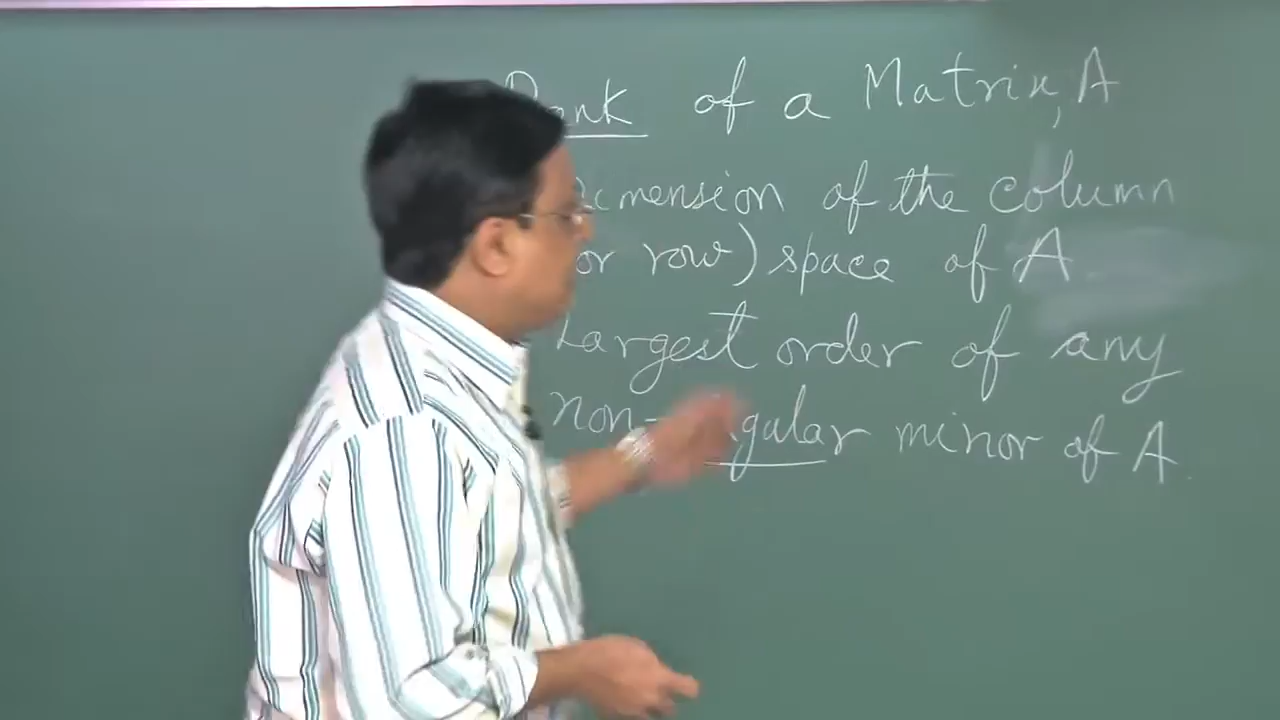 Rank of a Matrix, A
Dimension of the column
(or row) space of A
Largest order of any
non-singular minor of A.